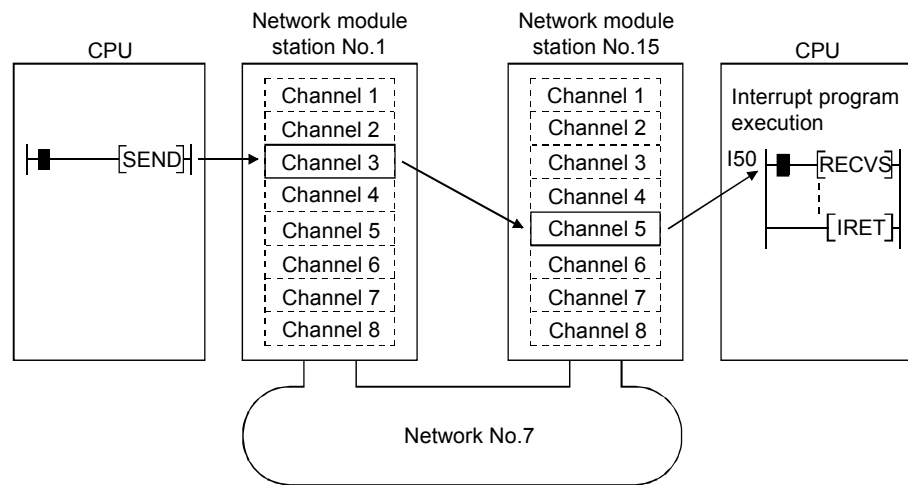 CPU
SEND
Network module
station No.1
Channel 1
Channel 2
Channel 3
Channel 4
Channel 5
Channel 6
Channel 7
Channel 8
Network module
station No.15
Channel 1
Channel 2
Channel 3
Channel 4
Channel 5
Channel 6
Channel 7
Channel 8
CPU
Interrupt program
execution
I50
RECVS
IRET
Network No.7